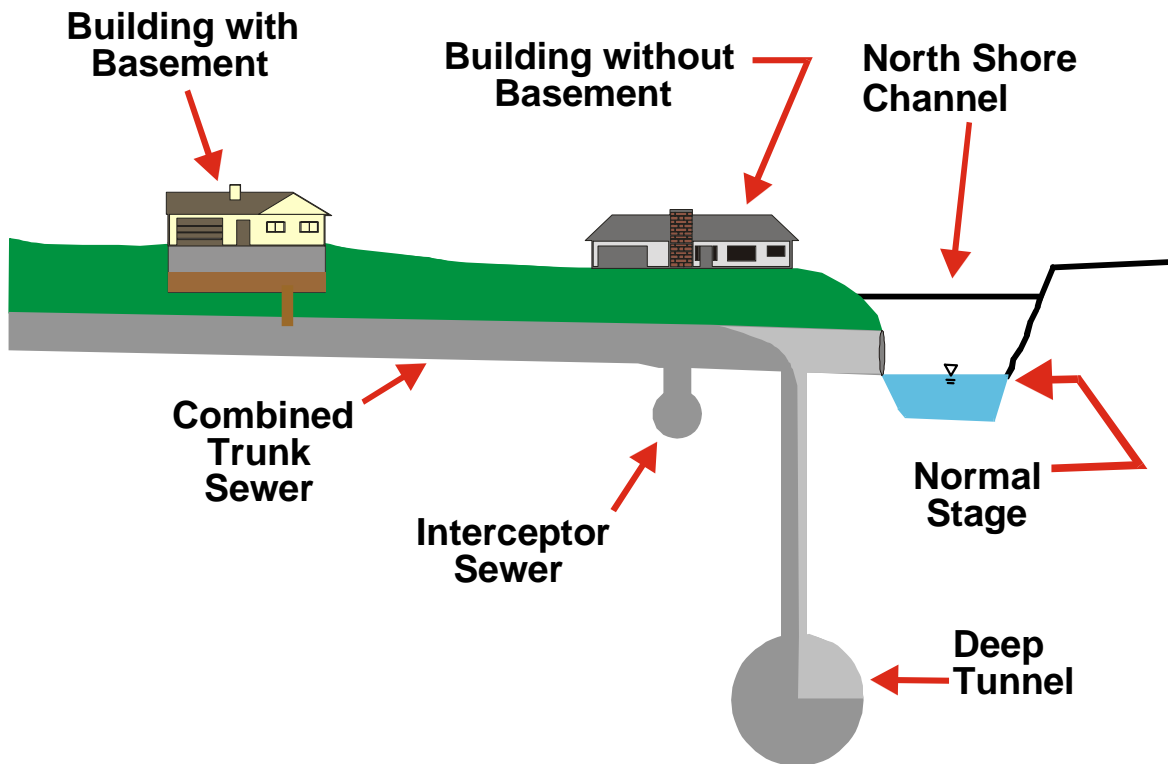 Building with
Basement
Building without
Basement
North Shore
Channel
Combined
Trunk
Sewer
Interceptor
Sewer
Normal
Stage
Deep
Tunnel